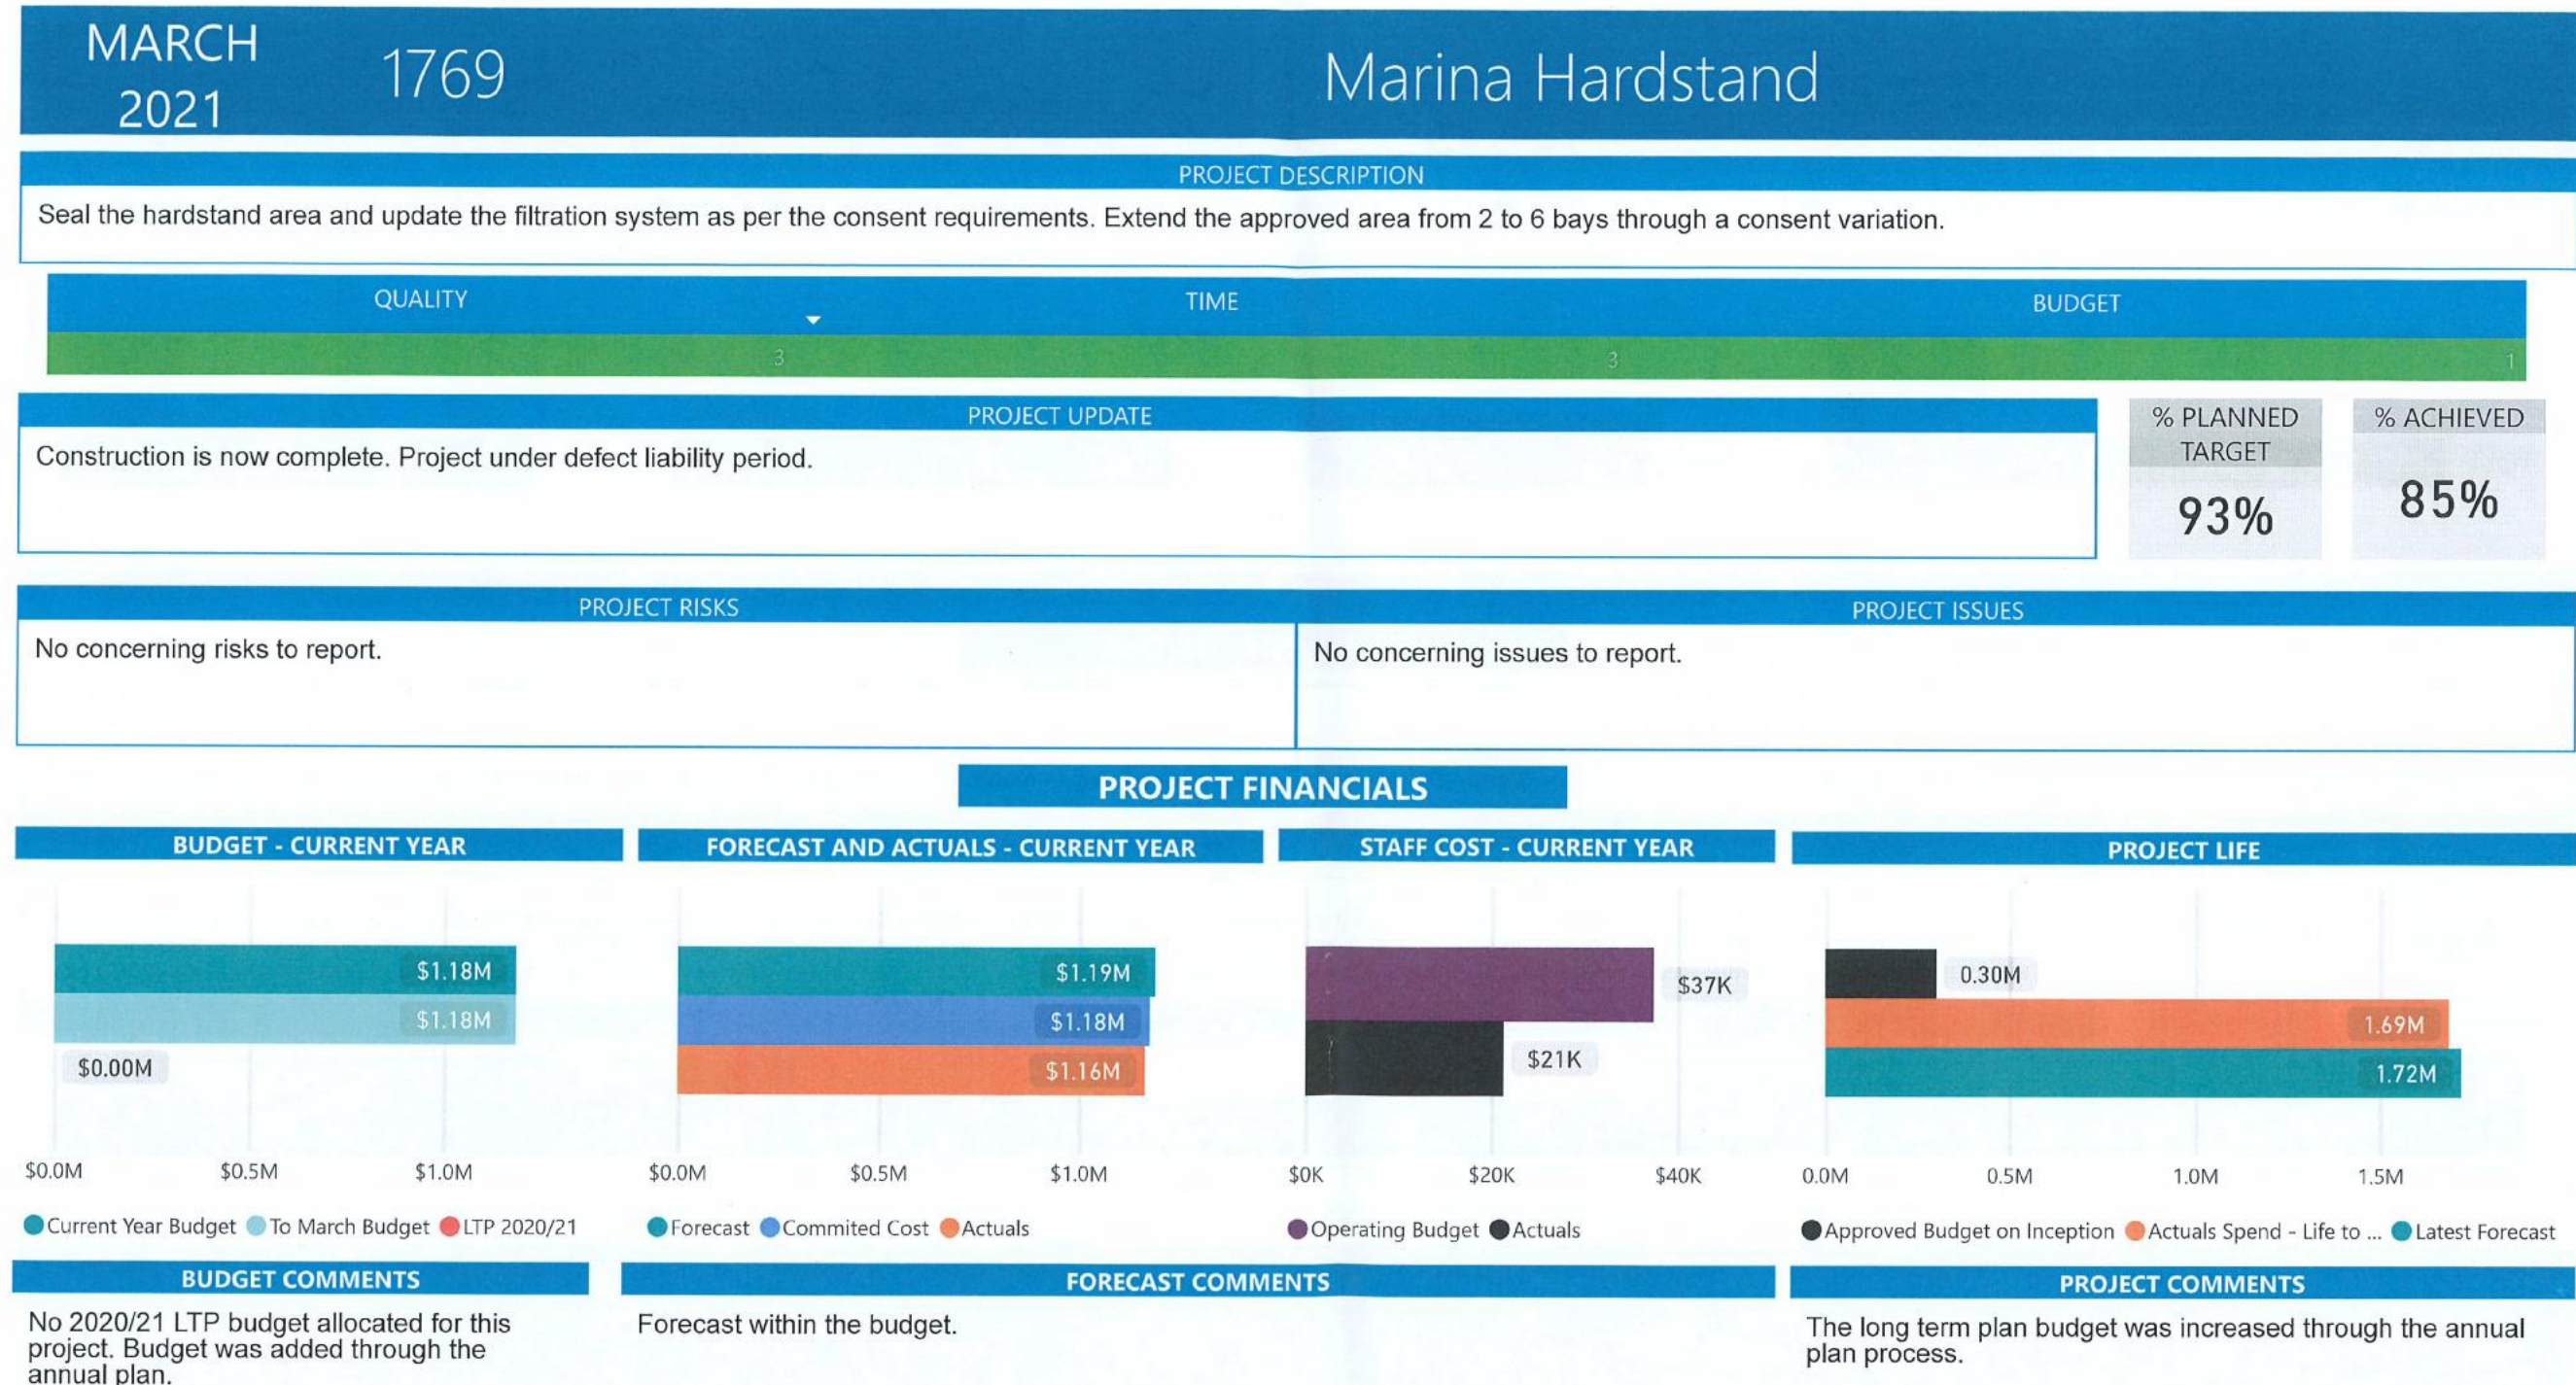 MARCH
2021
1769
Marina Hardstand
PROJECT DESCRIPTION
Seal the hardstand area and update the filtration system as per the consent requirements. Extend the approved area from 2 to 6 bays through a consent variation.
QUALITY
TIME
BUDGET
3
3
1
PROJECT UPDATE
Construction is now complete. Project under defect liability period.
% PLANNED
TARGET
93%
% ACHIEVED
85%
PROJECT RISKS
No concerning risks to report.
PROJECT ISSUES
No concerning issues to report.
PROJECT FINANCIALS
BUDGET - CURRENT YEAR
$1.18M
$1.18M
$0.00M
$0.0M $0.5M $1.0M
Current Year Budget To March Budget LTP 2020/21
FORECAST AND ACTUALS - CURRENT YEAR
$1.19M
$1.18M
$1.16M
$0.0M $0.5M $1.0M
Forecast Commited Cost Actuals
STAFF COST - CURRENT YEAR
$37K
$21K
$0K $20K $40K
Operating Budget Actuals
PROJECT LIFE
0.30M
1.69M
1.72M
0.0M 0.5M 1.0M 1.5M
Approved Budget on Inception Actuals Spend - Life to ... Latest Forecast
BUDGET COMMENTS
No 2020/21 LTP budget allocated for this
project. Budget was added through the
annual plan.
FORECAST COMMENTS
Forecast within the budget.
PROJECT COMMENTS
The long term plan budget was increased through the annual
plan process.